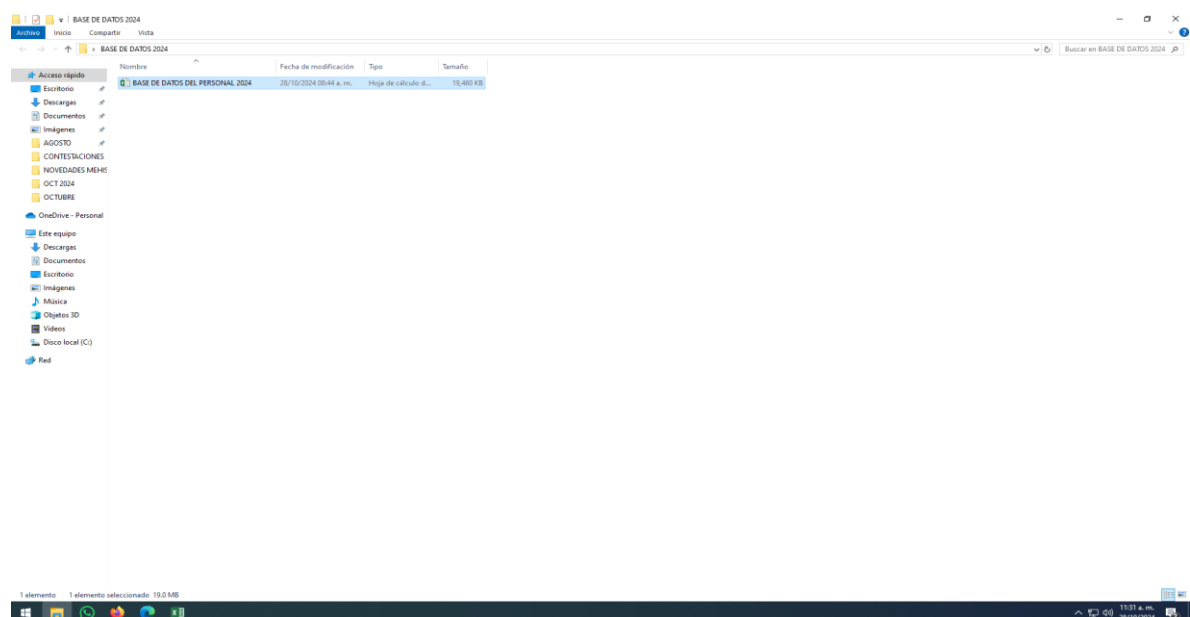 BASE DE DATOS 2024
Archivo Inicio Compartir Vista
BASE DE DATOS 2024 Buscar en BASE DE DATOS 2024
Nombre Fecha de modificación Tipo Tamaño
BASE DE DATOS DEL PERSONAL 2024 28/10/2024 08:44 a. m. Hoja de cálculo d... 19,460 KB
Acceso rápido
Escritorio
Descargas
Documentos
Imágenes
AGOSTO
CONTESTACIONES
NOVEDADES MEHIS
OCT 2024
OCTUBRE
OneDrive - Personal
Este equipo
Descargas
Documentos
Escritorio
Imágenes
Música
Objetos 3D
Videos
Disco local (C:)
Red
1 elemento 1 elemento seleccionado 19.0 MB
11:31 a. m.